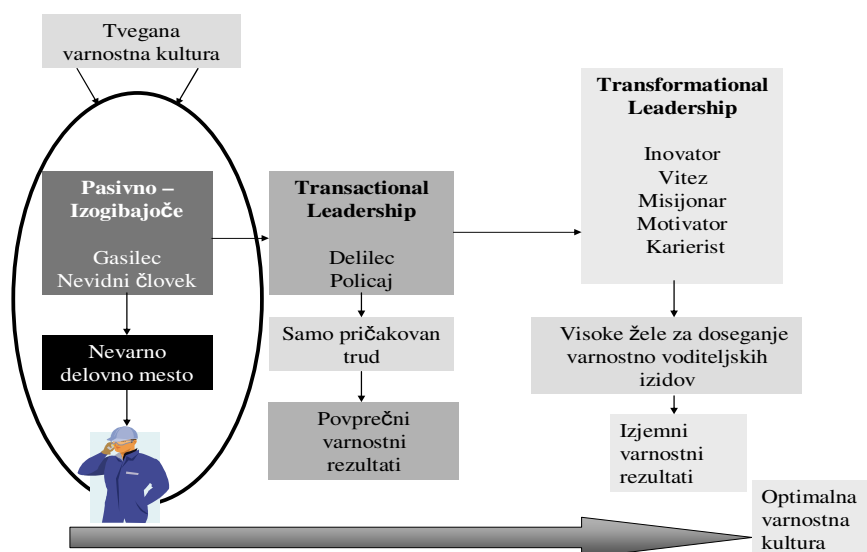 Tvegana
varnostna kultura
Pasivno –
Izogibajoče
Gasilec
Nevidni človek
Nevarno
delovno mesto
Transactional
Leadership
Delilec
Policaj
Samo pričakovan
trud
Povprečni
varnostni
rezultati
Transformational
Leadership
Inovator
Vitez
Misijonar
Motivator
Karierist
Visoke žele za doseganje
varnostno voditeljskih
izidov
Izjemni
varnostni
rezultati
Optimalna
varnostna
kultura